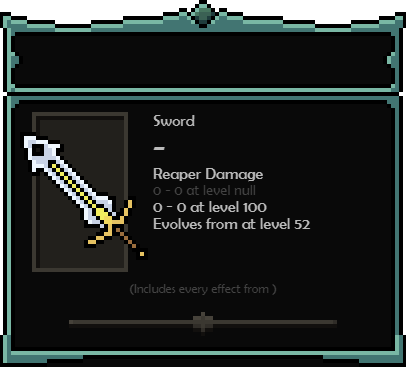 Sword
–
Reaper Damage
0 - 0 at level null
0 - 0 at level 100
Evolves from at level 52
(Includes every effect from )